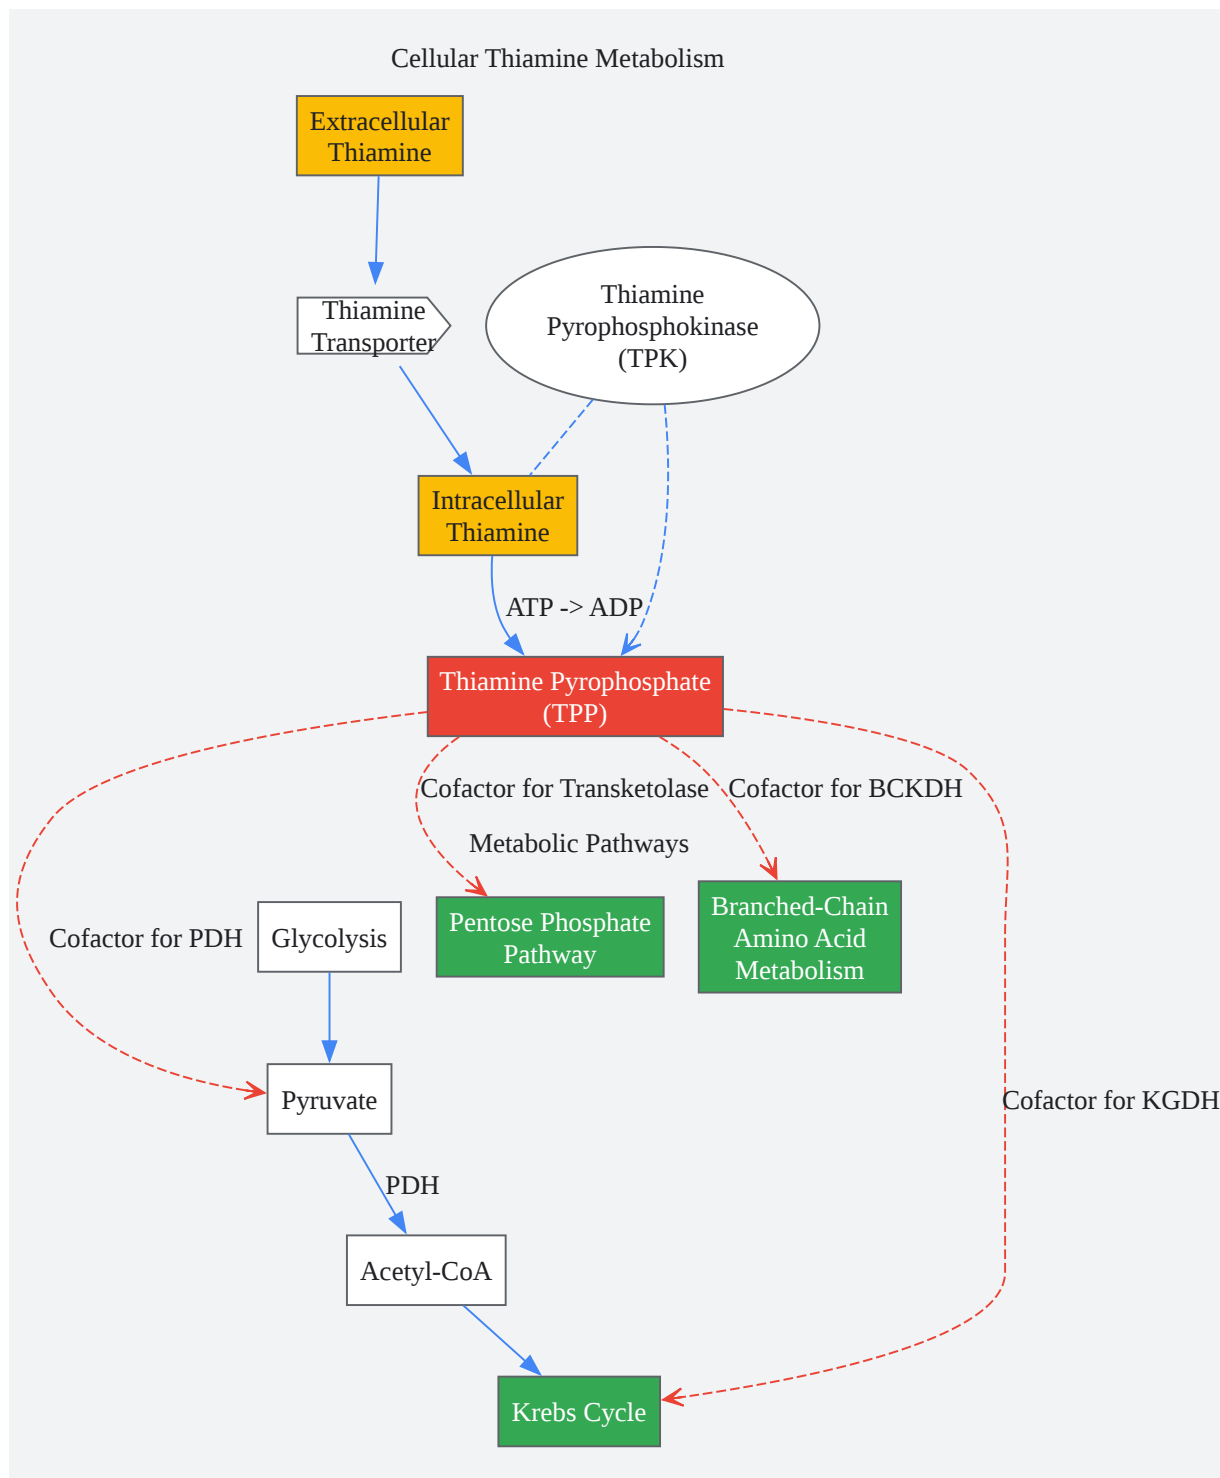 Cellular Thiamine Metabolism
Extracellular
Thiamine
Thiamine
Transporter
Thiamine
Pyrophosphokinase
(TPK)
Intracellular
Thiamine
ATP -> ADP
Thiamine Pyrophosphate
(TPP)
Cofactor for Transketolase
Cofactor for BCKDH
Metabolic Pathways
Cofactor for PDH
Glycolysis
Pentose Phosphate
Pathway
Branched-Chain
Amino Acid
Metabolism
Pyruvate
Cofactor for KGDH
PDH
Acetyl-CoA
Krebs Cycle